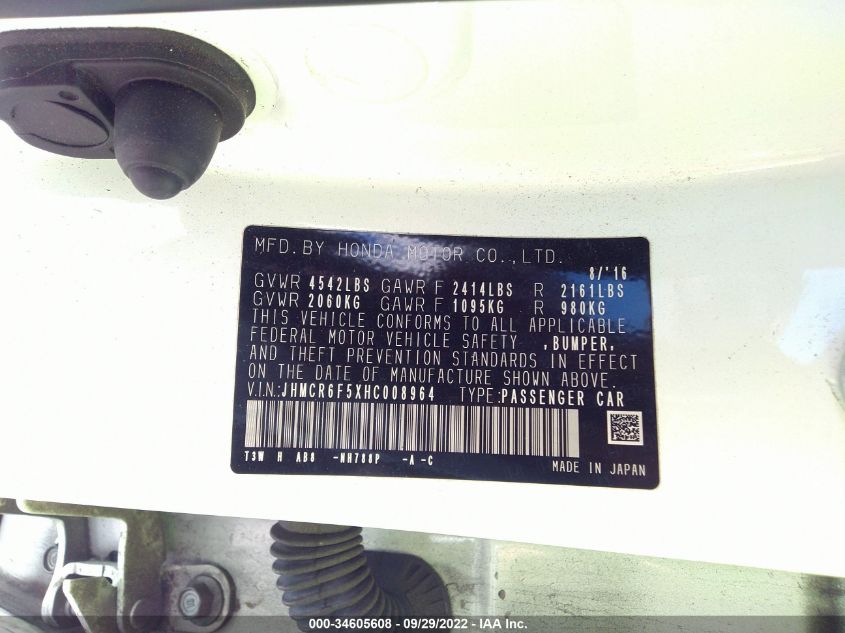 MFD. BY HONDA MOTOR CO.,LTD.
8/'16
GVWR 4542LBS GAWR F 2414LBS R 2161LBS
GVWR 2060KG GAWR F 1095KG R 980KG
THIS VEHICLE CONFORMS TO ALL APPLICABLE
FEDERAL MOTOR VEHICLE SAFETY ,BUMPER,
AND THEFT PREVENTION STANDARDS IN EFFECT
ON THE DATE OF MANUFACTURE SHOWN ABOVE.
V.I.N.:JHMCR6F5XHC008964 TYPE:PASSENGER CAR
T3W H AB8 -NH788P -A -C
MADE IN JAPAN
000-34605608 - 09/29/2022 - IAA Inc.